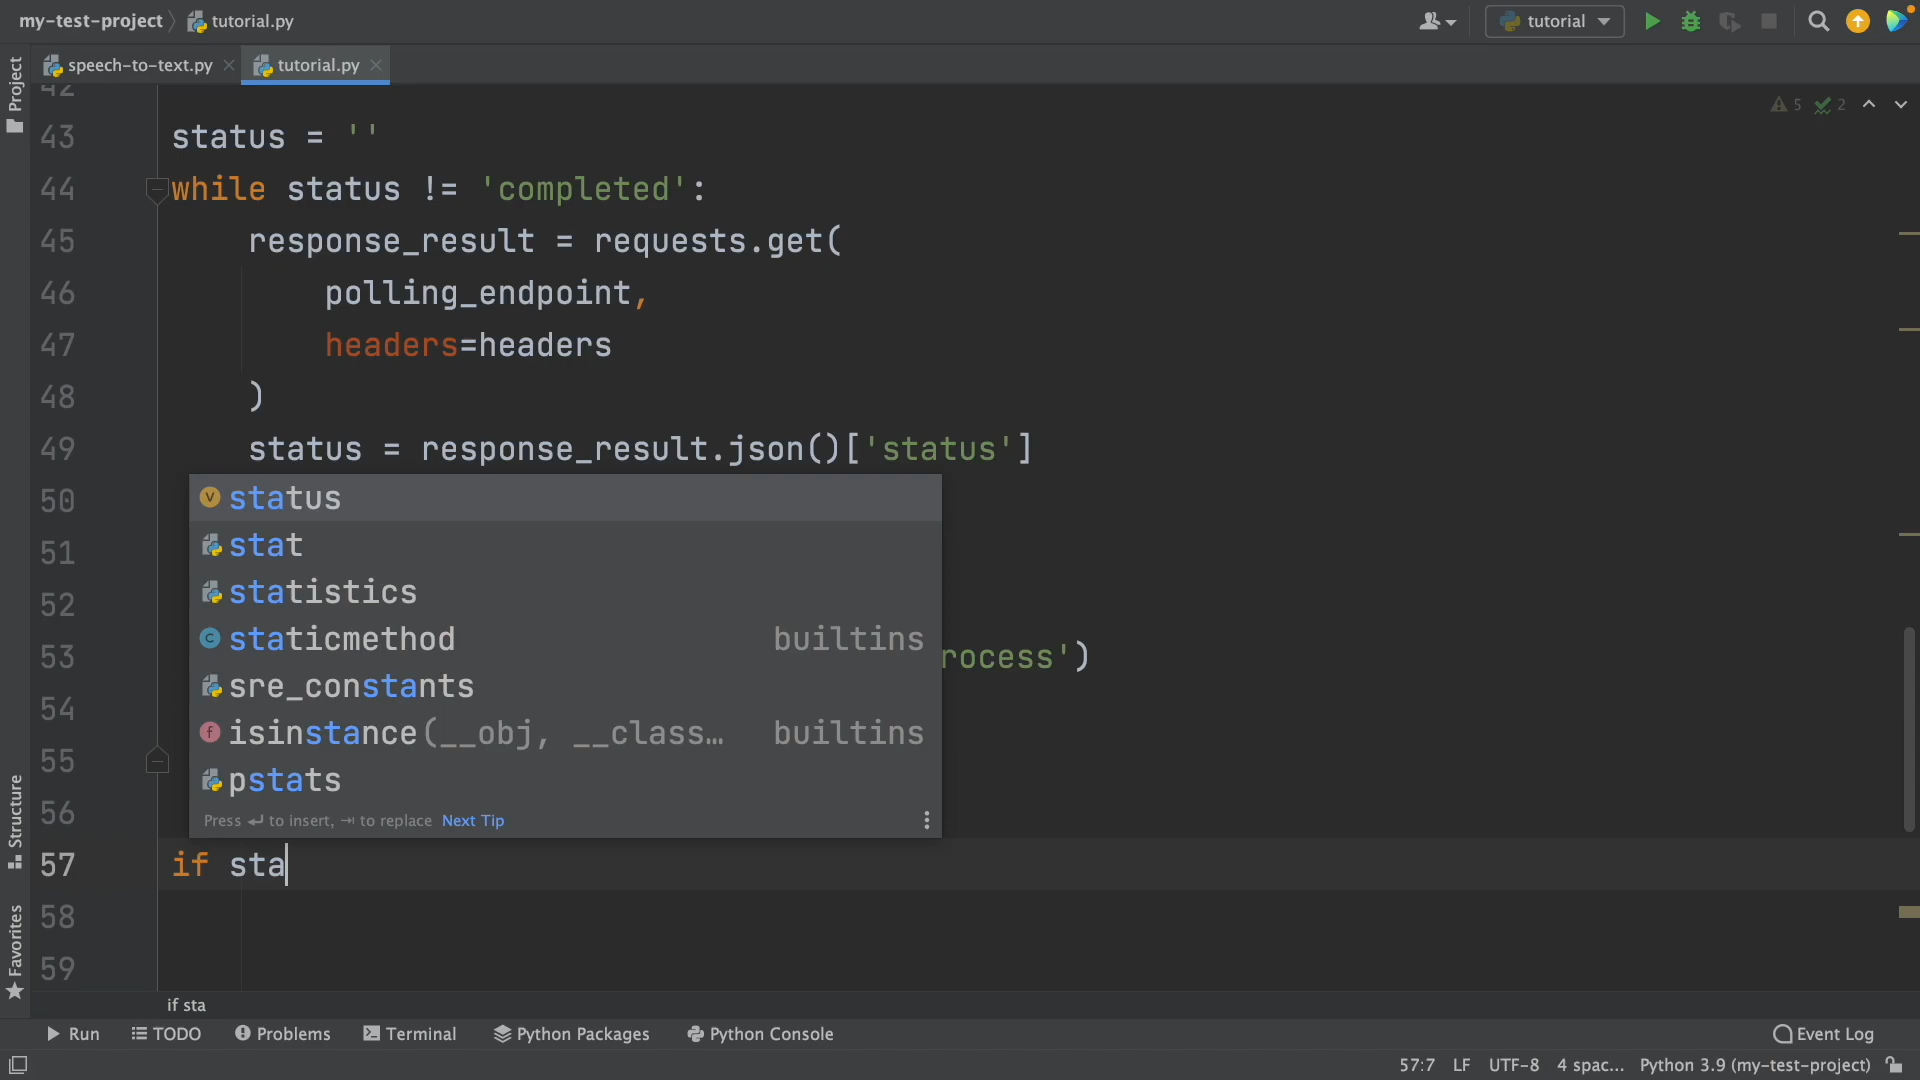 my-test-project tutorial.py
tutorial
speech-to-text.py tutorial.py
Project
5 2
42
43 status = ''
44 while status != 'completed':
45 response_result = requests.get(
46 polling_endpoint,
47 headers=headers
48 )
49 status = response_result.json()['status']
50
status
stat
51
statistics
52
staticmethod builtins
53 rocess')
sre_constants
54
isinstance(__obj, __class… builtins
55
pstats
56
Press ↵ to insert, ⇥ to replace Next Tip
Structure
57 if sta
58
Favorites
59
if sta
Run TODO Problems Terminal Python Packages Python Console Event Log
57:7 LF UTF-8 4 spac... Python 3.9 (my-test-project)